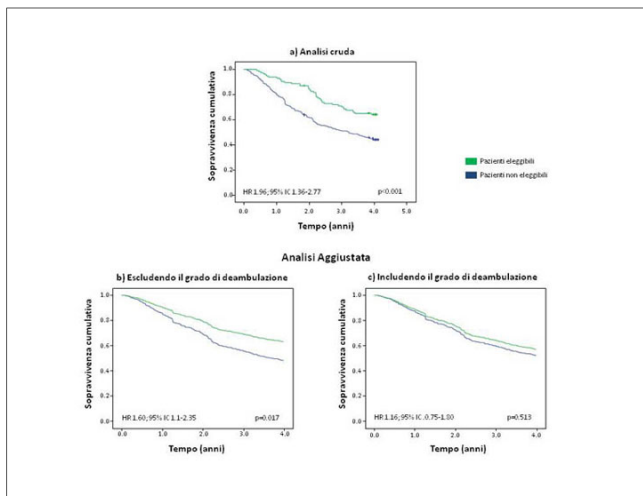 a) Analisi cruda
Sopravvivenza cumulativa
1.0
0.8
0.6
0.4
0.2
0.0
HR 1.96; 95% IC 1.36-2.77 p<0.001
0.0 1.0 2.0 3.0 4.0 5.0
Tempo (anni)
Pazienti eleggibili
Pazienti non eleggibili
Analisi Aggiustata
b) Escludendo il grado di deambulazione
Sopravvivenza cumulativa
1.0
0.8
0.6
0.4
0.2
0.0
HR 1.60; 95% IC 1.1-2.35 p=0.017
0.0 1.0 2.0 3.0 4.0
Tempo (anni)
c) Includendo il grado di deambulazione
Sopravvivenza cumulativa
1.0
0.8
0.6
0.4
0.2
0.0
HR 1.16; 95% IC .0.75-1.80 p=0.513
0.0 1.0 2.0 3.0 4.0
Tempo (anni)